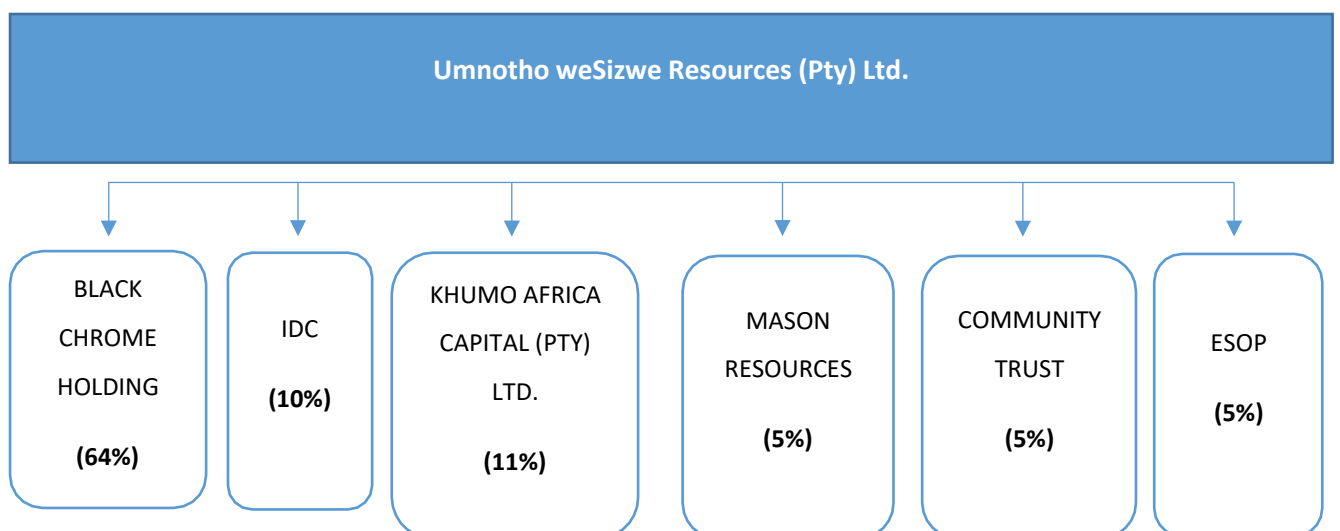 Umnotho weSizwe Resources (Pty) Ltd.
BLACK
CHROME
HOLDING
(64%)
IDC
(10%)
KHUMO AFRICA
CAPITAL (PTY)
LTD.
(11%)
MASON
RESOURCES
(5%)
COMMUNITY
TRUST
(5%)
ESOP
(5%)